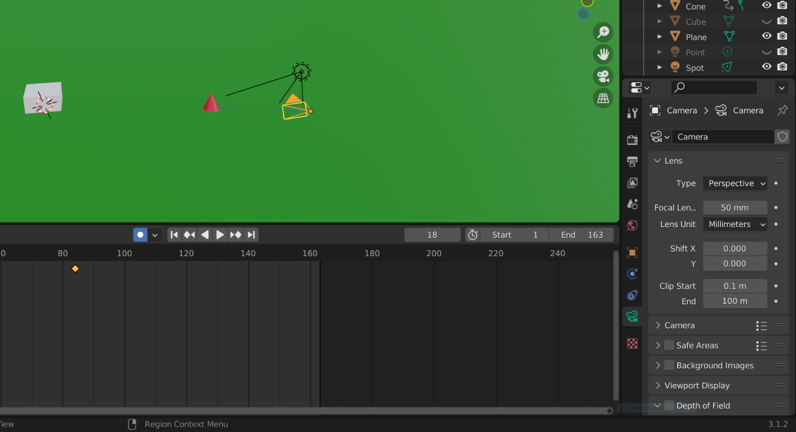 Cone
Cube
Plane
Point
Spot
Camera > Camera
Camera
Lens
Type Perspective
Focal Len... 50 mm
Lens Unit Millimeters
Shift X 0.000
Y 0.000
Clip Start 0.1 m
End 100 m
Camera
Safe Areas
Background Images
Viewport Display
Depth of Field
18 Start 1 End 163
0 80 100 120 140 160 180 200 220 240
iew Region Context Menu 3.1.2